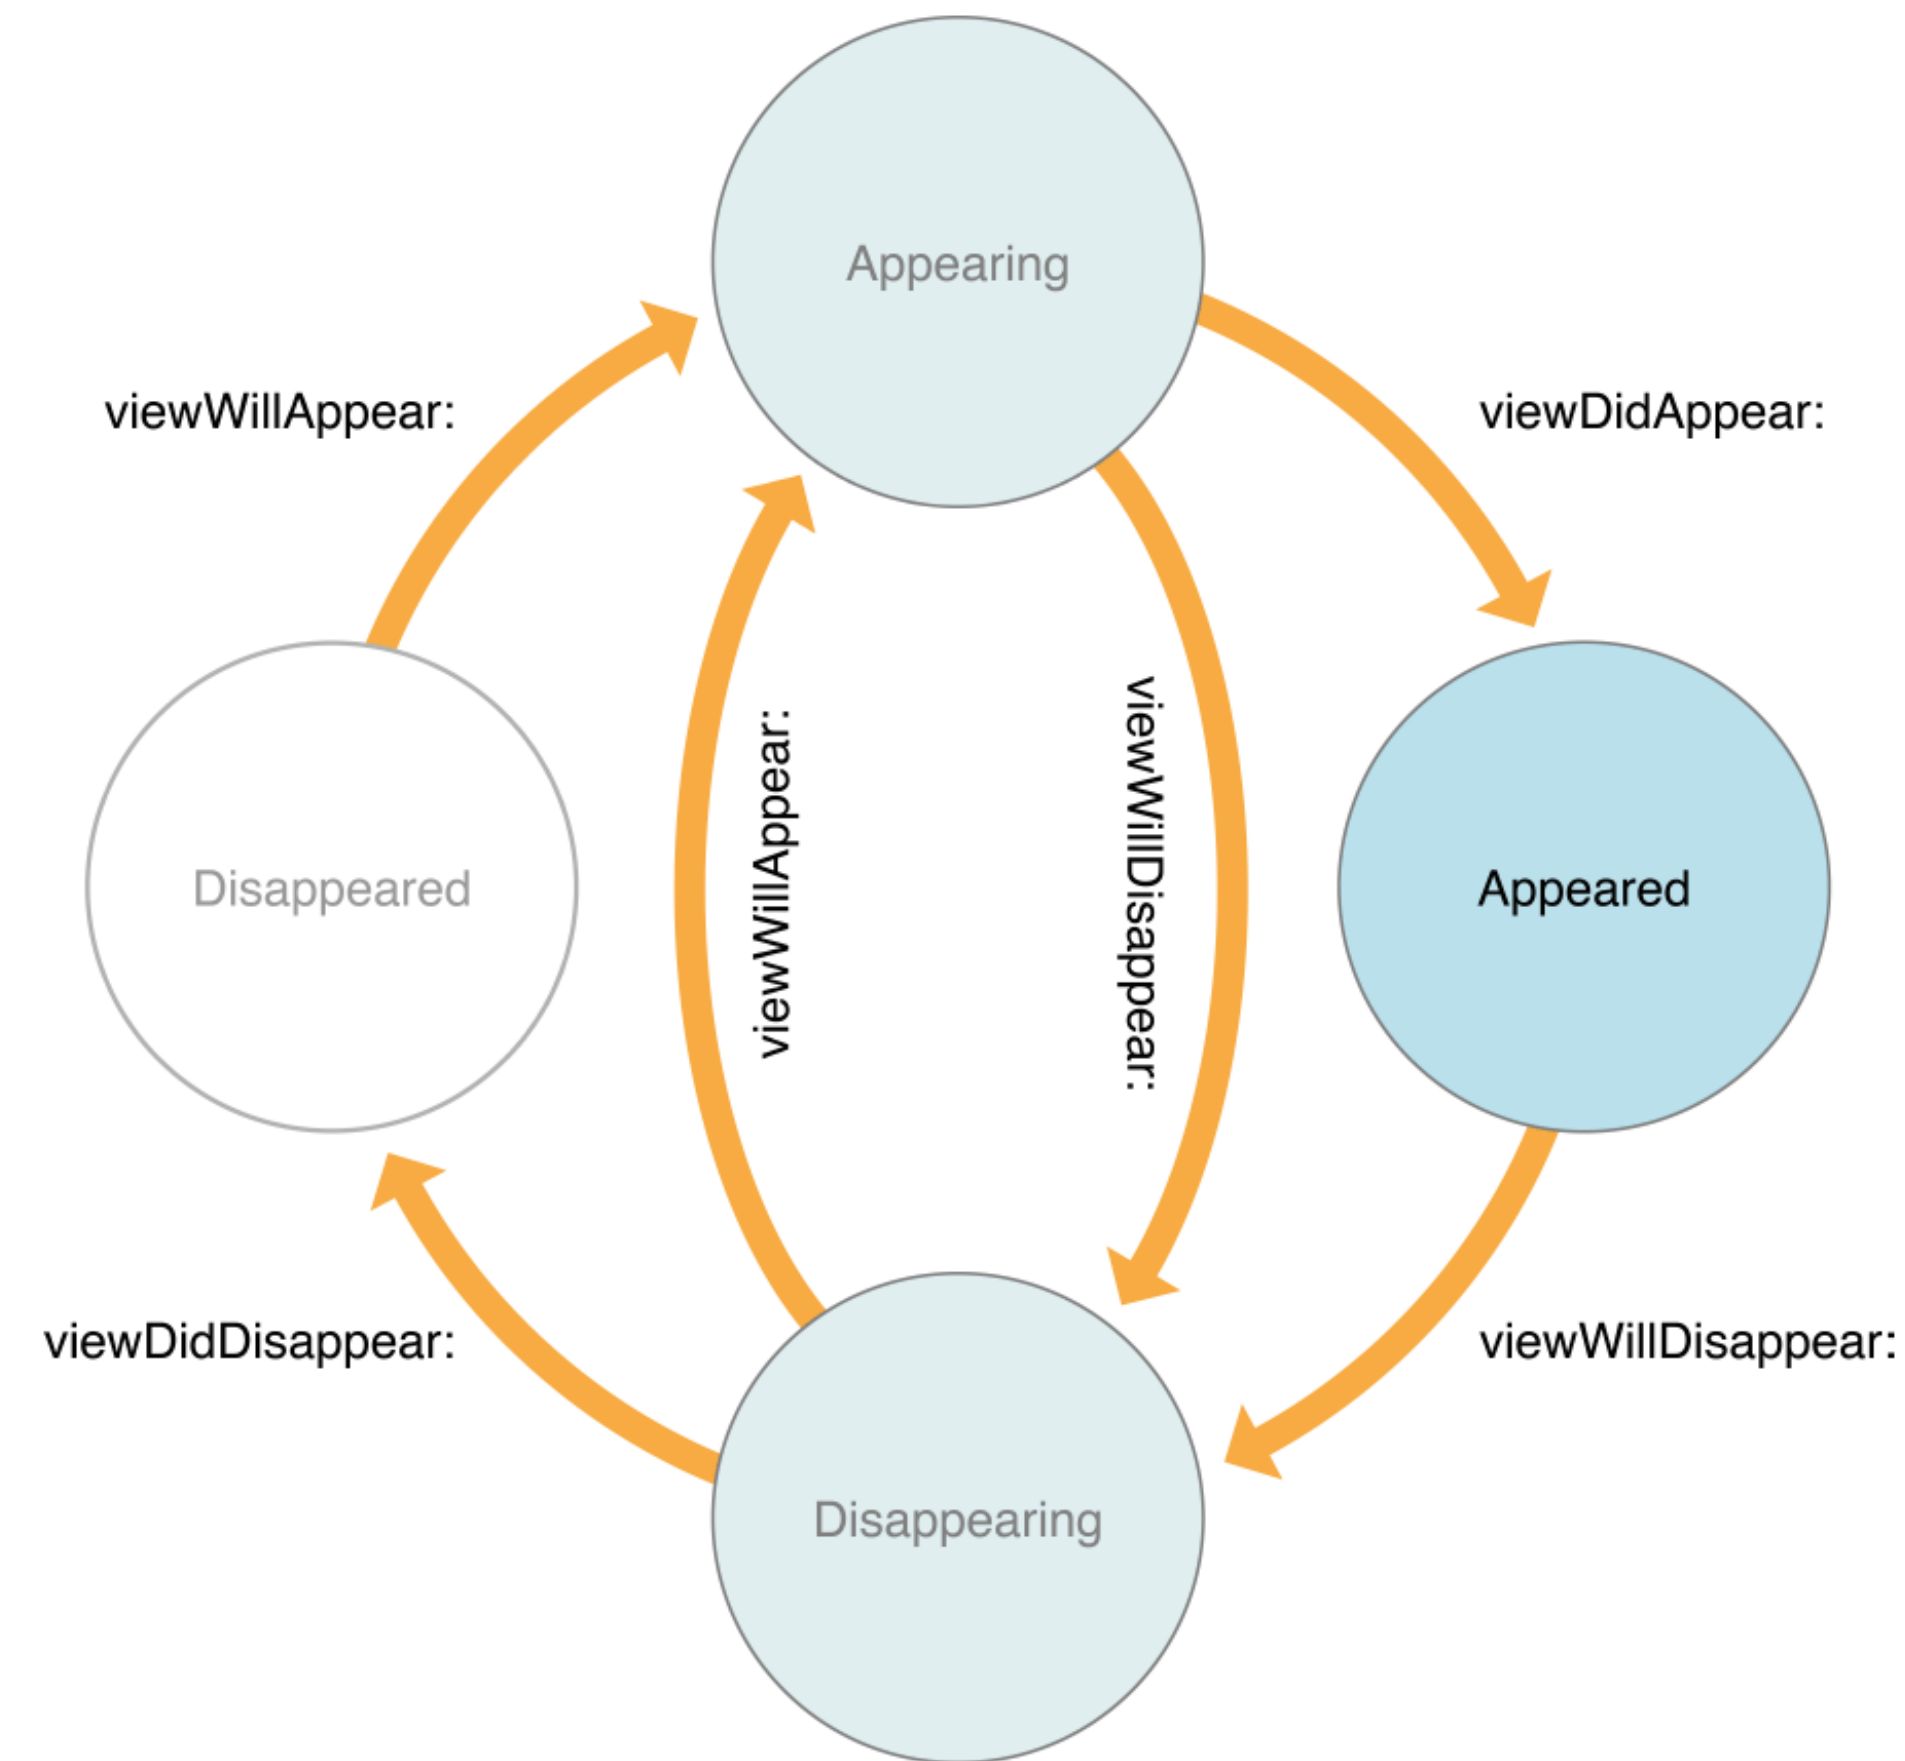 Appearing
viewWillAppear:
viewDidAppear:
viewWillAppear:
viewWillDisappear:
Disappeared
Appeared
viewDidDisappear:
viewWillDisappear:
Disappearing